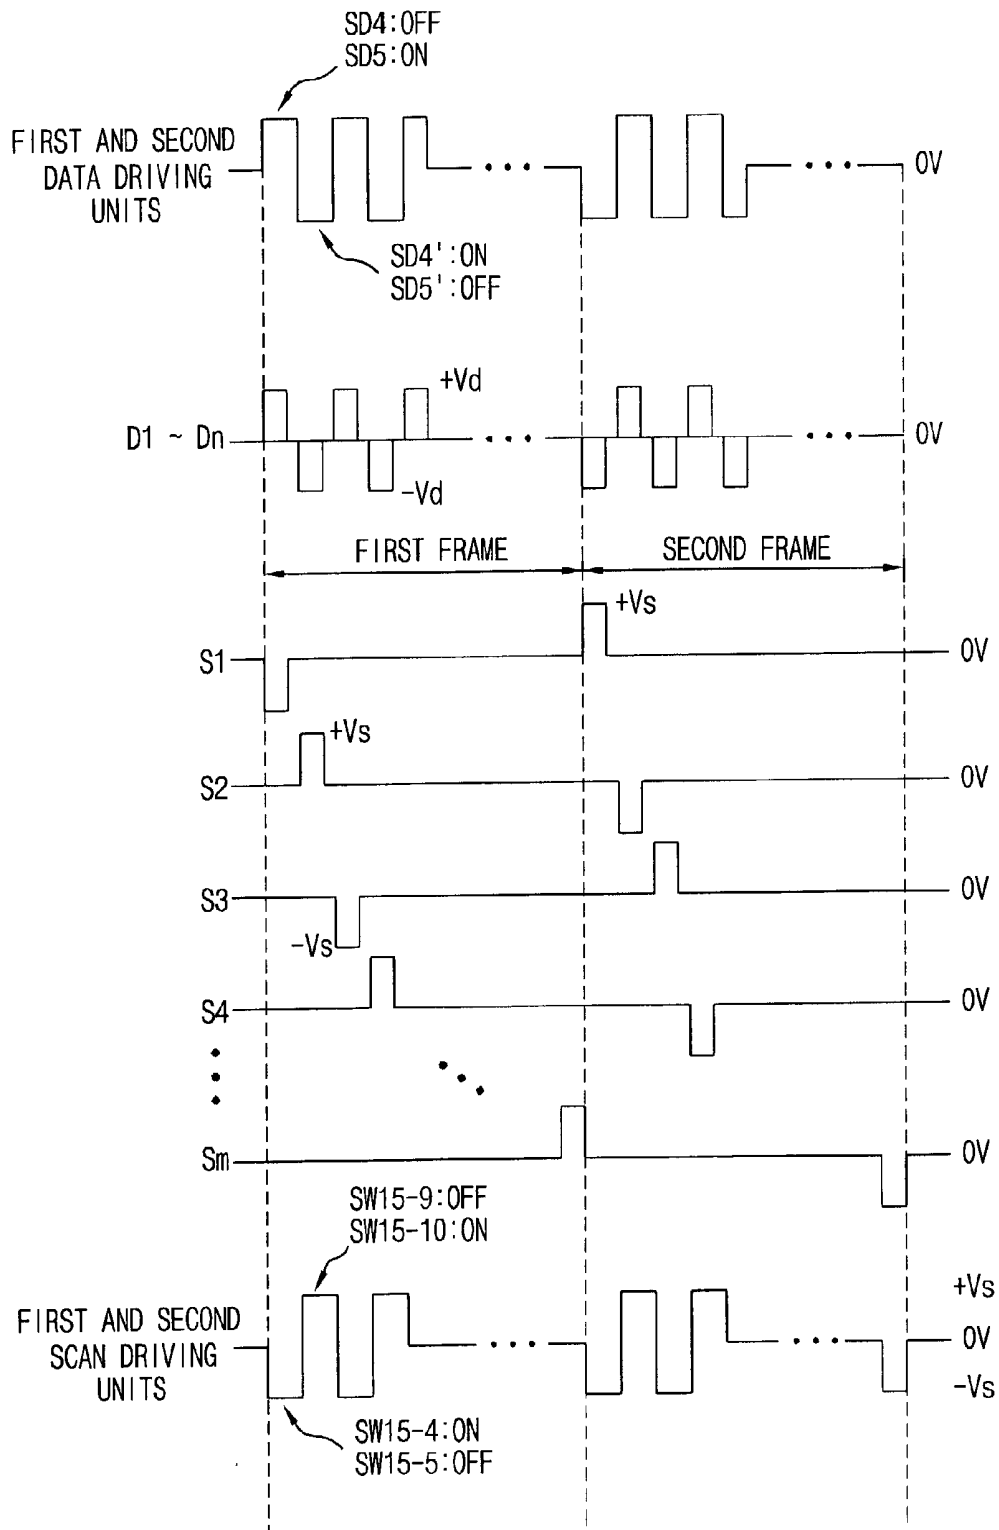 SD4:OFF
SD5:ON
FIRST AND SECOND
DATA DRIVING
UNITS
0V
SD4':ON
SD5':OFF
+Vd
D1 ~ Dn
0V
-Vd
FIRST FRAME
SECOND FRAME
+Vs
S1
0V
+Vs
S2
0V
S3
0V
-Vs
S4
0V
Sm
0V
SW15-9:OFF
SW15-10:ON
+Vs
FIRST AND SECOND
SCAN DRIVING
UNITS
0V
-Vs
SW15-4:ON
SW15-5:OFF